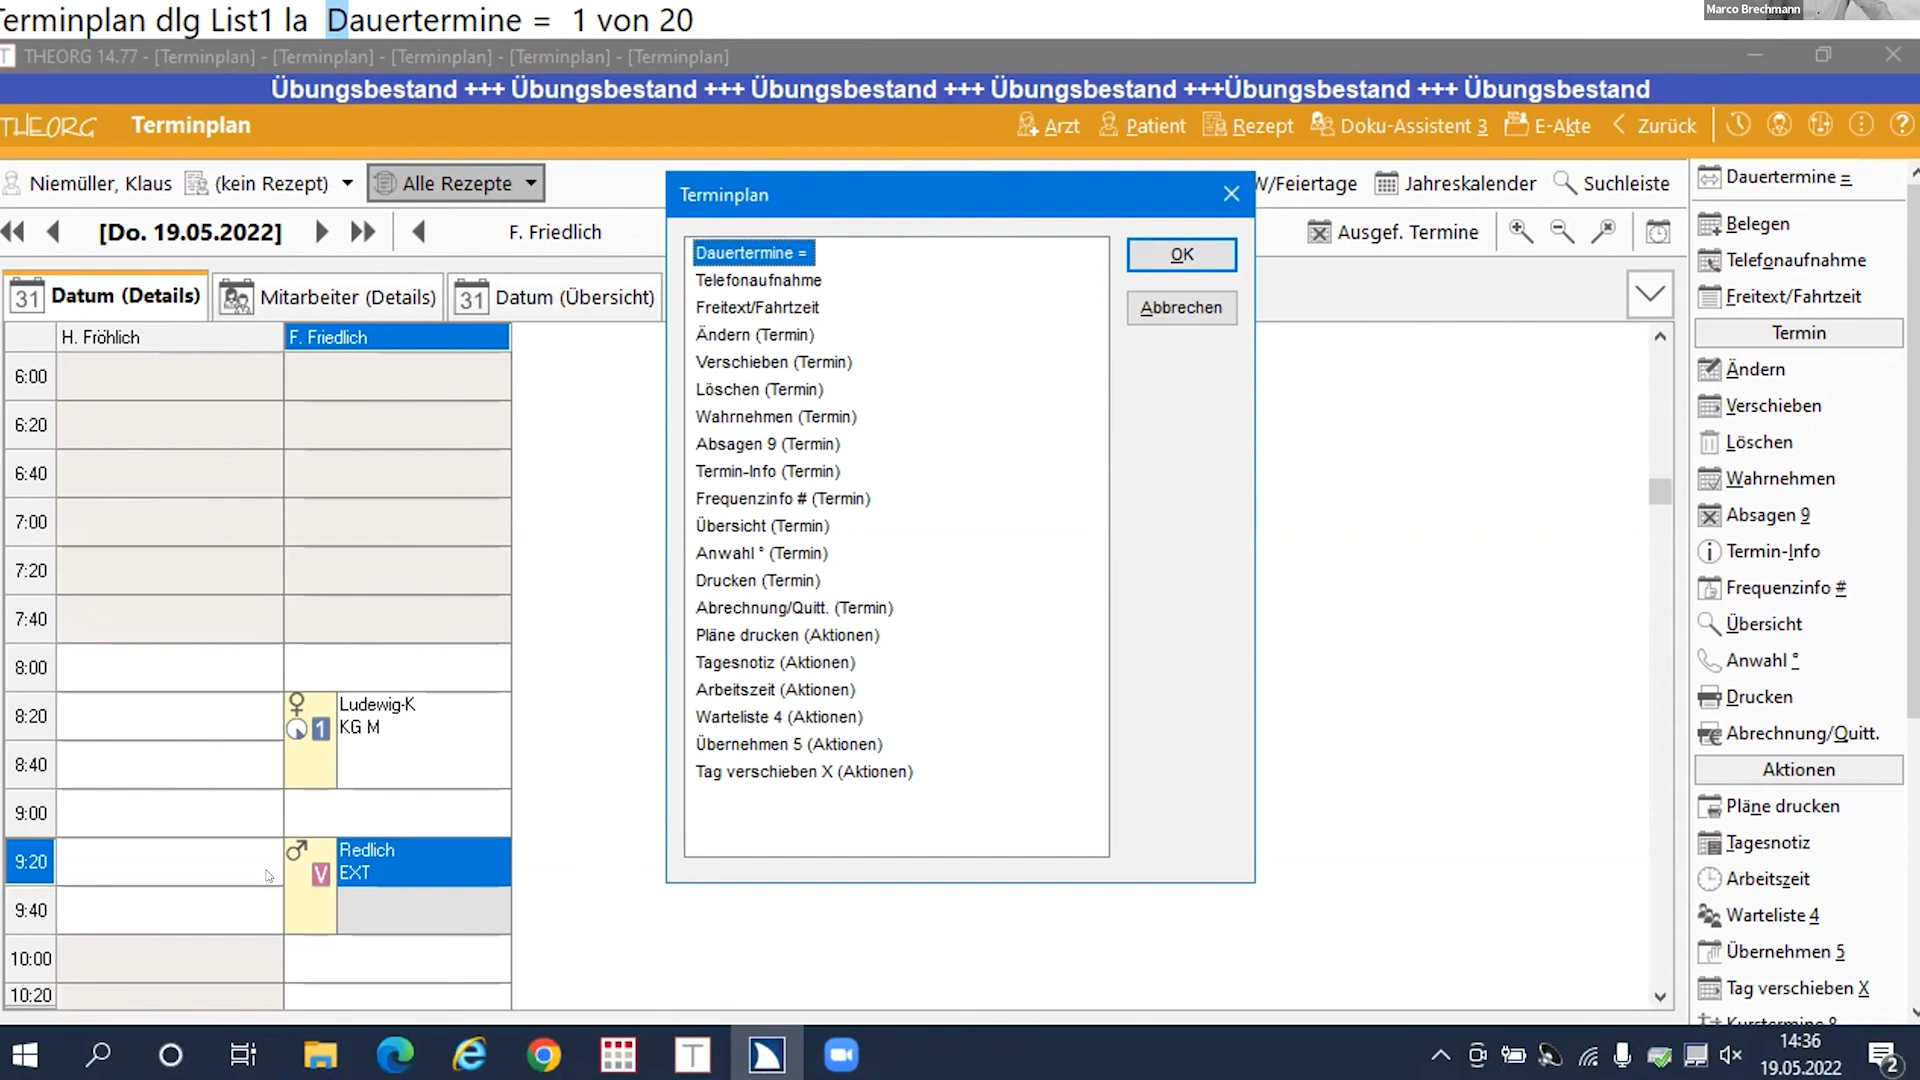 Terminplan dlg List1 la Dauertermine = 1 von 20
Marco Brechmann
T THEORG 14.77 - [Terminplan] - [Terminplan] - [Terminplan] - [Terminplan] - [Terminplan]
Übungsbestand +++ Übungsbestand +++ Übungsbestand +++ Übungsbestand +++Übungsbestand +++ Übungsbestand
THEORG Terminplan Arzt Patient Rezept Doku-Assistent 3 E-Akte Zurück
Niemüller, Klaus (kein Rezept) Alle Rezepte W/Feiertage Jahreskalender Suchleiste
[Do. 19.05.2022] F. Friedlich Ausgef. Termine
31 Datum (Details) Mitarbeiter (Details) 31 Datum (Übersicht)
H. Fröhlich F. Friedlich
6:00
6:20
6:40
7:00
7:20
7:40
8:00
8:20 1 Ludewig-K
KG M
8:40
9:00
9:20 Redlich
V EXT
9:40
10:00
10:20
Terminplan
Dauertermine =
Telefonaufnahme
Freitext/Fahrtzeit
Ändern (Termin)
Verschieben (Termin)
Löschen (Termin)
Wahrnehmen (Termin)
Absagen 9 (Termin)
Termin-Info (Termin)
Frequenzinfo # (Termin)
Übersicht (Termin)
Anwahl ° (Termin)
Drucken (Termin)
Abrechnung/Quitt. (Termin)
Pläne drucken (Aktionen)
Tagesnotiz (Aktionen)
Arbeitszeit (Aktionen)
Warteliste 4 (Aktionen)
Übernehmen 5 (Aktionen)
Tag verschieben X (Aktionen)
OK
Abbrechen
Dauertermine =
Belegen
Telefonaufnahme
Freitext/Fahrtzeit
Termin
Ändern
Verschieben
Löschen
Wahrnehmen
Absagen 9
Termin-Info
Frequenzinfo #
Übersicht
Anwahl °
Drucken
Abrechnung/Quitt.
Aktionen
Pläne drucken
Tagesnotiz
Arbeitszeit
Warteliste 4
Übernehmen 5
Tag verschieben X
Kurstermine 8
T
14:36
19.05.2022
2